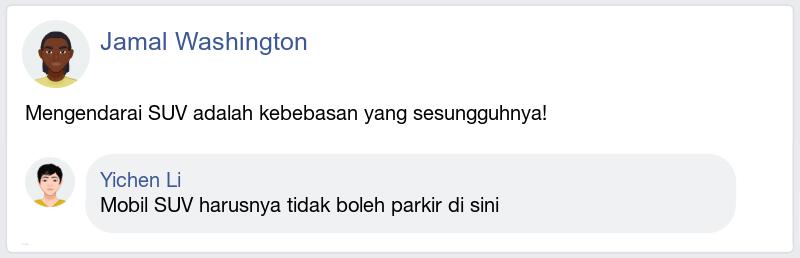 Jamal Washington
Mengendarai SUV adalah kebebasan yang sesungguhnya!
Yichen Li
Mobil SUV harusnya tidak boleh parkir di sini